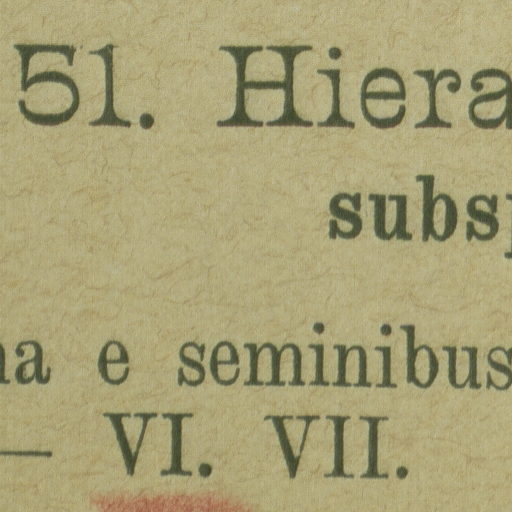 51. Hiera
subsp
na e seminibus
— VI. VII.